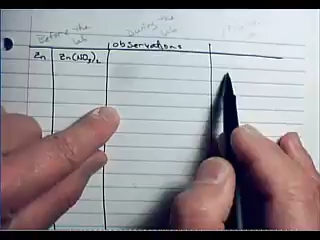 Before the During the
lab lab
observations
Zn Zn(NO₃)₂